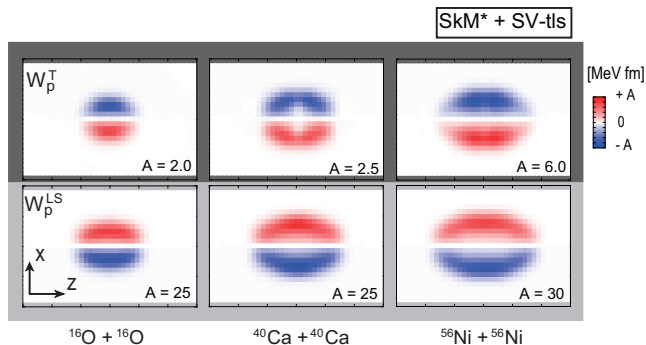 SkM* + SV-tls
[MeV fm]
+ A
0
- A
W_p^T
A = 2.0
A = 2.5
A = 6.0
W_p^LS
X
Z
A = 25
A = 25
A = 30
¹⁶O + ¹⁶O
⁴⁰Ca + ⁴⁰Ca
⁵⁶Ni + ⁵⁶Ni